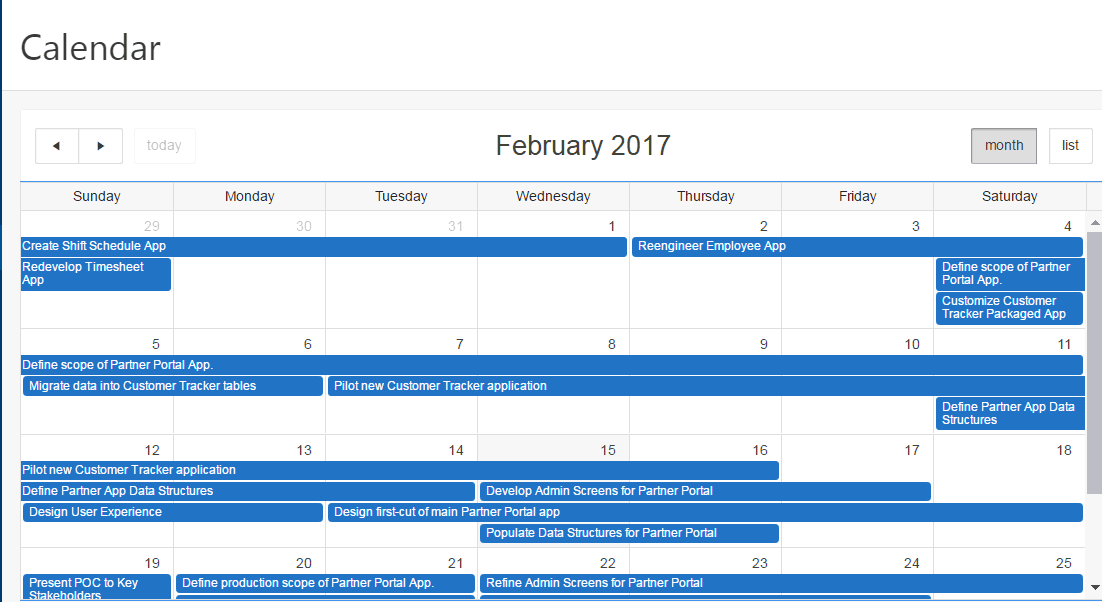 Calendar
today
February 2017
month
list
Sunday Monday Tuesday Wednesday Thursday Friday Saturday
29 30 31 1 2 3 4
Create Shift Schedule App
Reengineer Employee App
Redevelop Timesheet
App
Define scope of Partner
Portal App.
Customize Customer
Tracker Packaged App
5 6 7 8 9 10 11
Define scope of Partner Portal App.
Migrate data into Customer Tracker tables
Pilot new Customer Tracker application
Define Partner App Data
Structures
12 13 14 15 16 17 18
Pilot new Customer Tracker application
Define Partner App Data Structures
Develop Admin Screens for Partner Portal
Design User Experience
Design first-cut of main Partner Portal app
Populate Data Structures for Partner Portal
19 20 21 22 23 24 25
Present POC to Key
Stakeholders
Define production scope of Partner Portal App.
Refine Admin Screens for Partner Portal